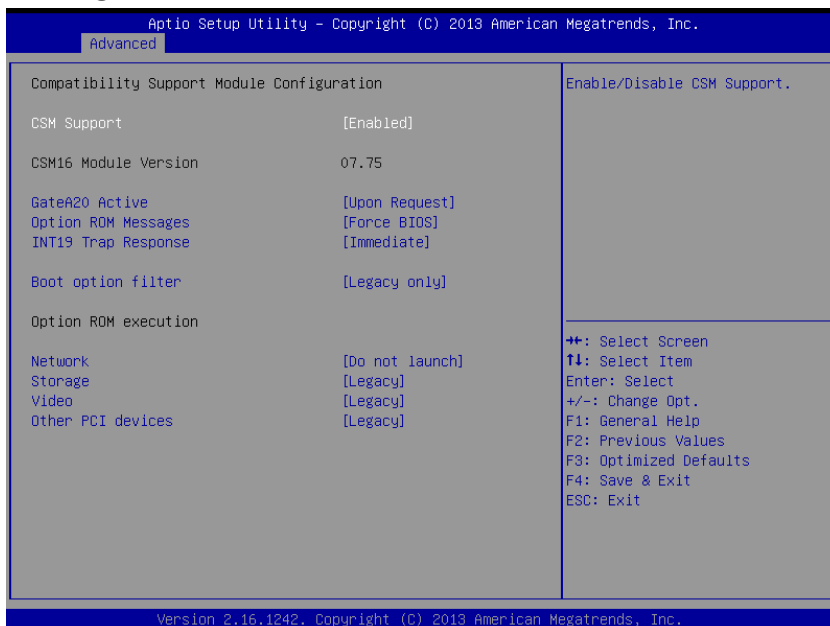 Aptio Setup Utility – Copyright (C) 2013 American Megatrends, Inc.
Advanced
Compatibility Support Module Configuration
CSM Support [Enabled]
CSM16 Module Version 07.75
GateA20 Active [Upon Request]
Option ROM Messages [Force BIOS]
INT19 Trap Response [Immediate]
Boot option filter [Legacy only]
Option ROM execution
Network [Do not launch]
Storage [Legacy]
Video [Legacy]
Other PCI devices [Legacy]
Enable/Disable CSM Support.
→←: Select Screen
↑↓: Select Item
Enter: Select
+/-: Change Opt.
F1: General Help
F2: Previous Values
F3: Optimized Defaults
F4: Save & Exit
ESC: Exit
Version 2.16.1242. Copyright (C) 2013 American Megatrends, Inc.